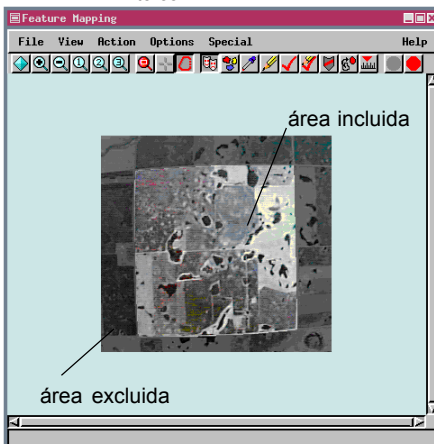 Feature Mapping
File View Action Options Special Help
área incluida
área excluida